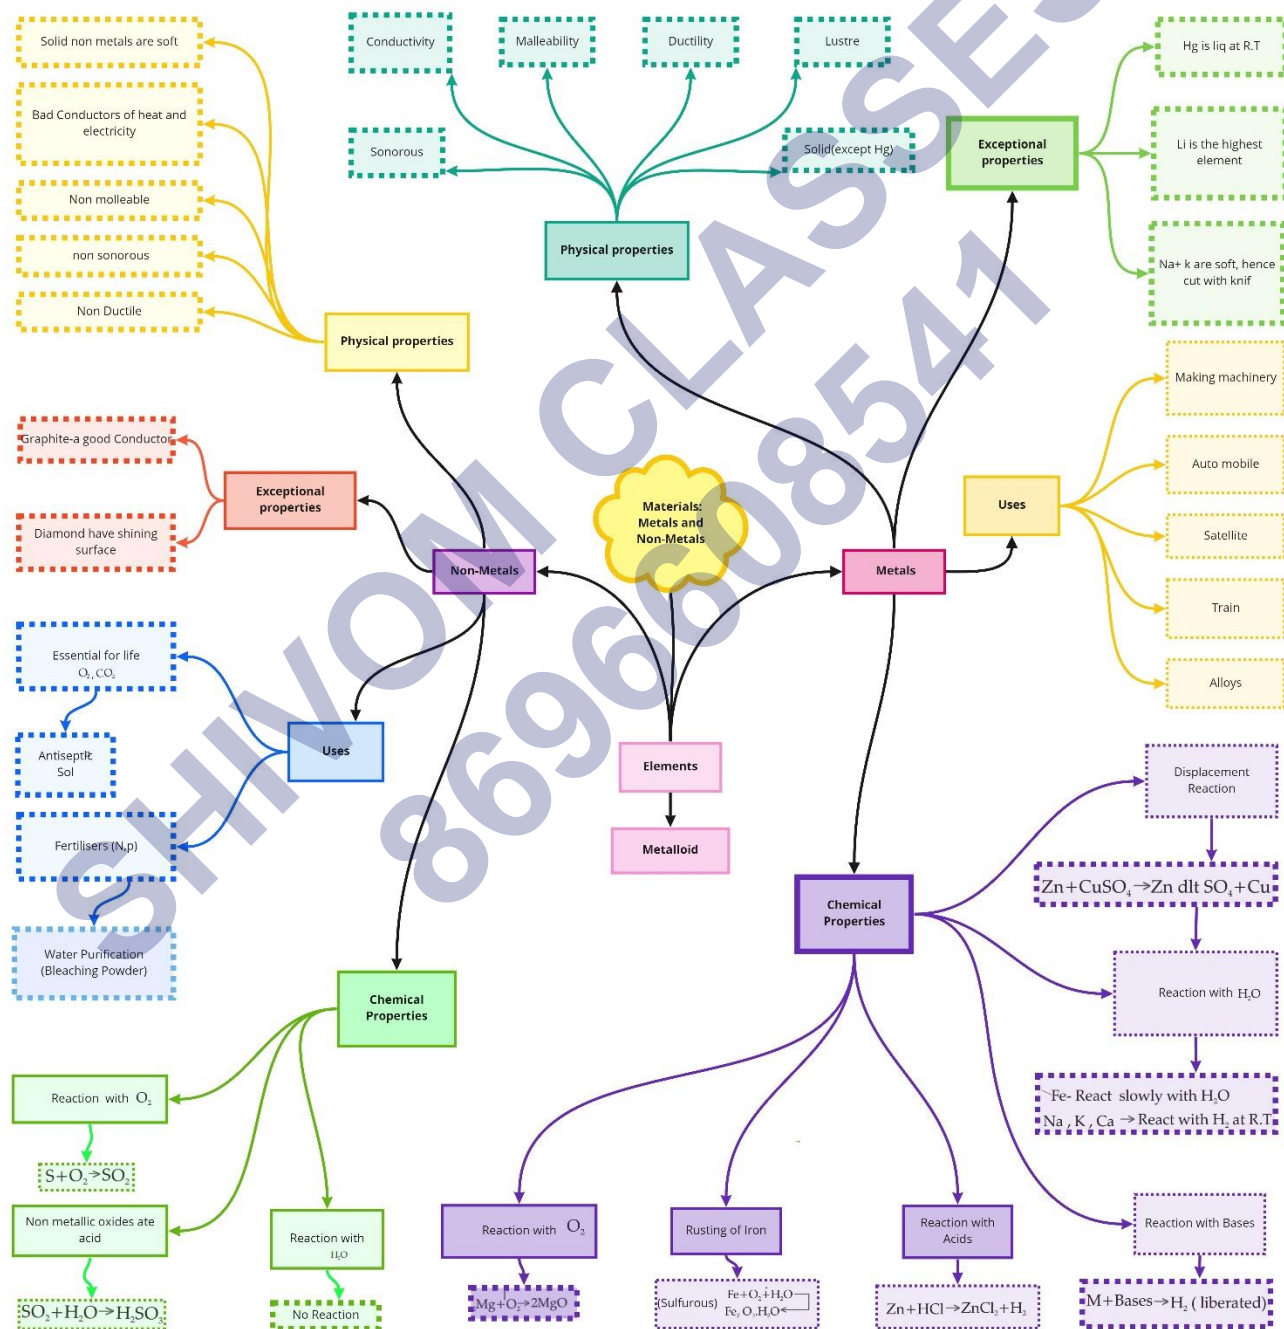 Solid non metals are soft
Bad Conductors of heat and
electricity
Non molleable
non sonorous
Non Ductile
Physical properties
Conductivity
Malleability
Ductility
Lustre
Sonorous
Solid(except Hg)
Physical properties
Exceptional
properties
Hg is liq at R.T
Li is the highest
element
Na+ k are soft, hence
cut with knif
Graphite-a good Conductor
Diamond have shining
surface
Exceptional
properties
Materials:
Metals and
Non-Metals
Non-Metals
Metals
Uses
Making machinery
Auto mobile
Satellite
Train
Alloys
Essential for life
O₂, CO₂
Antiseptic
Sol
Fertilisers (N,p)
Water Purification
(Bleaching Powder)
Uses
Elements
Metalloid
Chemical
Properties
Reaction with O₂
S+O₂→SO₂
Non metallic oxides ate
acid
SO₂+H₂O→H₂SO₃
Reaction with
H₂O
No Reaction
Chemical
Properties
Displacement
Reaction
Zn+CuSO₄→Zn dlt SO₄+Cu
Reaction with H₂O
Fe- React slowly with H₂O
Na , K , Ca →React with H₂ at R.T
Reaction with O₂
Mg+O₂→2MgO
Rusting of Iron
(Sulfurous) Fe+O₂+H₂O
Fe₂O₃.H₂O
Reaction with
Acids
Zn+HCl→ZnCl₂+H₂
Reaction with Bases
M+Bases→H₂ ( liberated)
SHIVOM CLASSES
8696608541